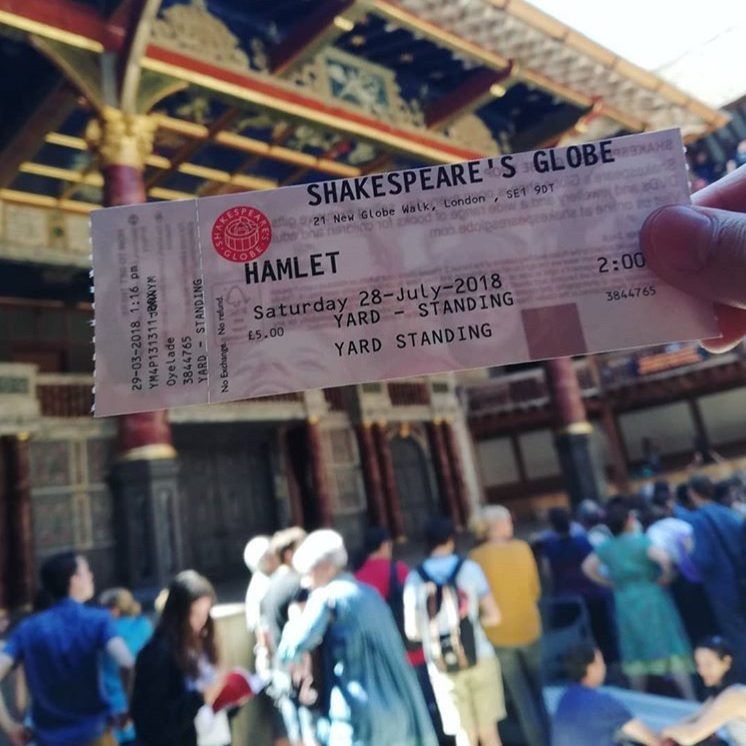 SHAKESPEARE'S GLOBE
21 New Globe Walk, London , SE1 9DT
SHAKESPEARE'S
GLOBE
HAMLET
2:00
Saturday 28-July-2018
3844765
YARD - STANDING
£5.00
YARD STANDING
No Exchange - No refund.
29-03-2018 1:16 pm
Oyelade
3844765
YARD - STANDING